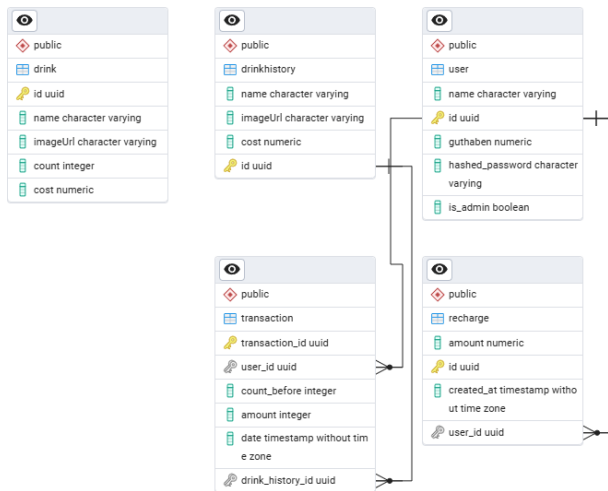 public
drink
id uuid
name character varying
imageUrl character varying
count integer
cost numeric
public
drinkhistory
name character varying
imageUrl character varying
cost numeric
id uuid
public
user
name character varying
id uuid
guthaben numeric
hashed_password character
varying
is_admin boolean
public
transaction
transaction_id uuid
user_id uuid
count_before integer
amount integer
date timestamp without tim
e zone
drink_history_id uuid
public
recharge
amount numeric
id uuid
created_at timestamp witho
ut time zone
user_id uuid